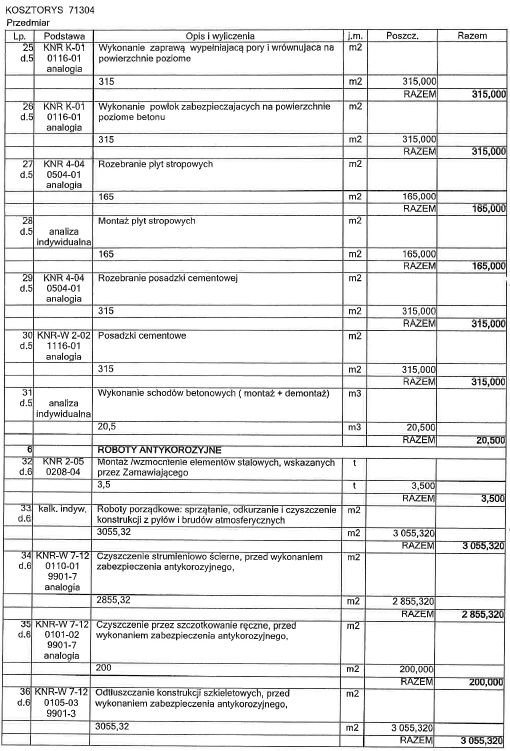 KOSZTORYS 71304
Przedmiar
Lp. Podstawa Opis i wyliczenia j.m. Poszcz. Razem
25 KNR K-01 Wykonanie zaprawą wypełniającą pory i wrównujaca na m2
d.5 0116-01 powierzchnie poziome
analogia
315 m2 315,000
RAZEM 315,000
26 KNR K-01 Wykonanie powłok zabezpieczajacych na powierzchnie m2
d.5 0116-01 poziome betonu
analogia
315 m2 315,000
RAZEM 315,000
27 KNR 4-04 Rozebranie płyt stropowych m2
d.5 0504-01
analogia
165 m2 165,000
RAZEM 165,000
28 Montaż płyt stropowych m2
d.5 analiza
indywidualna
165 m2 165,000
RAZEM 165,000
29 KNR 4-04 Rozebranie posadzki cementowej m2
d.5 0504-01
analogia
315 m2 315,000
RAZEM 315,000
30 KNR-W 2-02 Posadzki cementowe m2
d.5 1116-01
analogia
315 m2 315,000
RAZEM 315,000
31 Wykonanie schodów betonowych ( montaż + demontaż) m3
d.5 analiza
indywidualna
20,5 m3 20,500
RAZEM 20,500
6 ROBOTY ANTYKOROZYJNE
32 KNR 2-05 Montaż /wzmocnienie elementów stalowych, wskazanych t
d.6 0208-04 przez Zamawiającego
3,5 t 3,500
RAZEM 3,500
33 kalk. indyw. Roboty porządkowe: sprzątanie, odkurzanie i czyszczenie m2
d.6 konstrukcji z pyłów i brudów atmosferycznych
3055,32 m2 3 055,320
RAZEM 3 055,320
34 KNR-W 7-12 Czyszczenie strumieniowo ścierne, przed wykonaniem m2
d.6 0110-01 zabezpieczenia antykorozyjnego,
9901-7
analogia
2855,32 m2 2 855,320
RAZEM 2 855,320
35 KNR-W 7-12 Czyszczenie przez szczotkowanie ręczne, przed m2
d.6 0101-02 wykonaniem zabezpieczenia antykorozyjnego,
9901-7
analogia
200 m2 200,000
RAZEM 200,000
36 KNR-W 7-12 Odtłuszczanie konstrukcji szkieletowych, przed m2
d.6 0105-03 wykonaniem zabezpieczenia antykorozyjnego,
9901-3
3055,32 m2 3 055,320
RAZEM 3 055,320